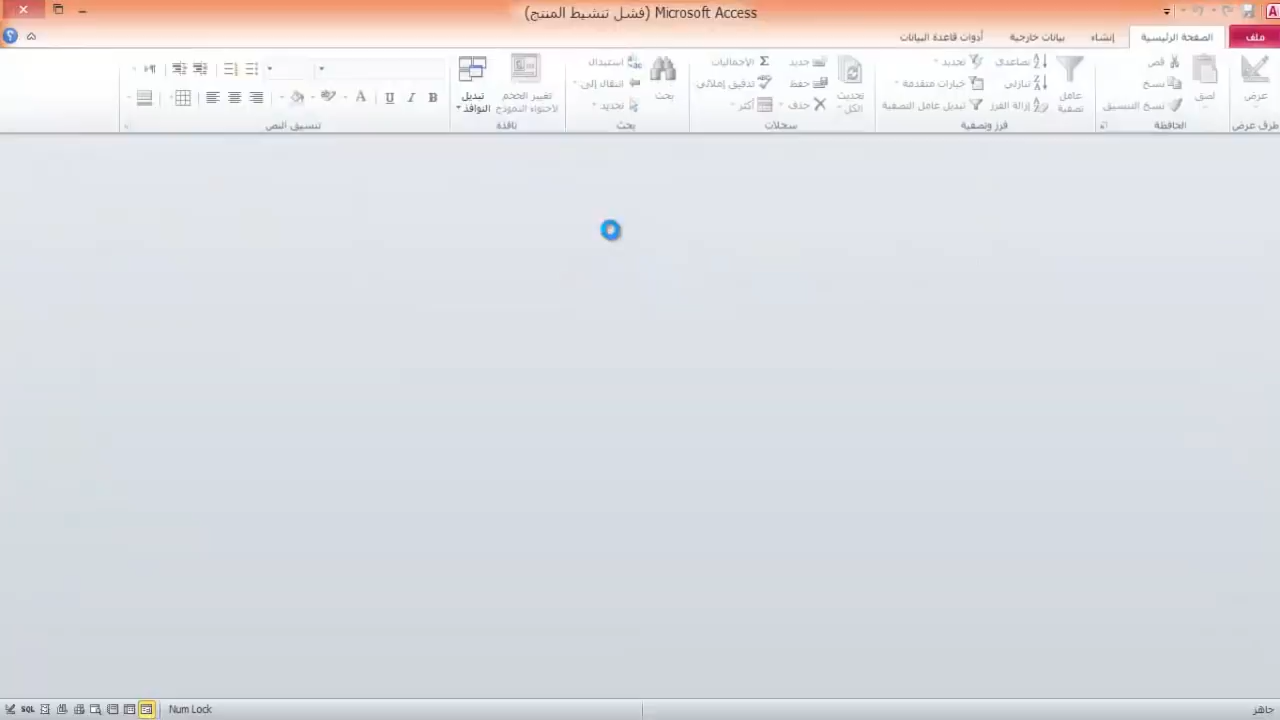 Microsoft Access (فشل تنشيط المنتج)
ملف
الصفحة الرئيسية
إنشاء
بيانات خارجية
أدوات قاعدة البيانات
عرض
طرق عرض
لصق
قص
نسخ
نسخ التنسيق
الحافظة
عامل تصفية
تصاعدي
تنازلي
إزالة الفرز
تحديد
خيارات متقدمة
تبديل عامل التصفية
فرز وتصفية
تحديث الكل
جديد
حفظ
حذف
الإجماليات
تدقيق إملائي
أكثر
سجلات
بحث
استبدال
الانتقال إلى
تحديد
بحث
تغيير الحجم لاحتواء النموذج
تبديل النوافذ
نافذة
B I U A
تنسيق النص
جاهز
Num Lock
SQL